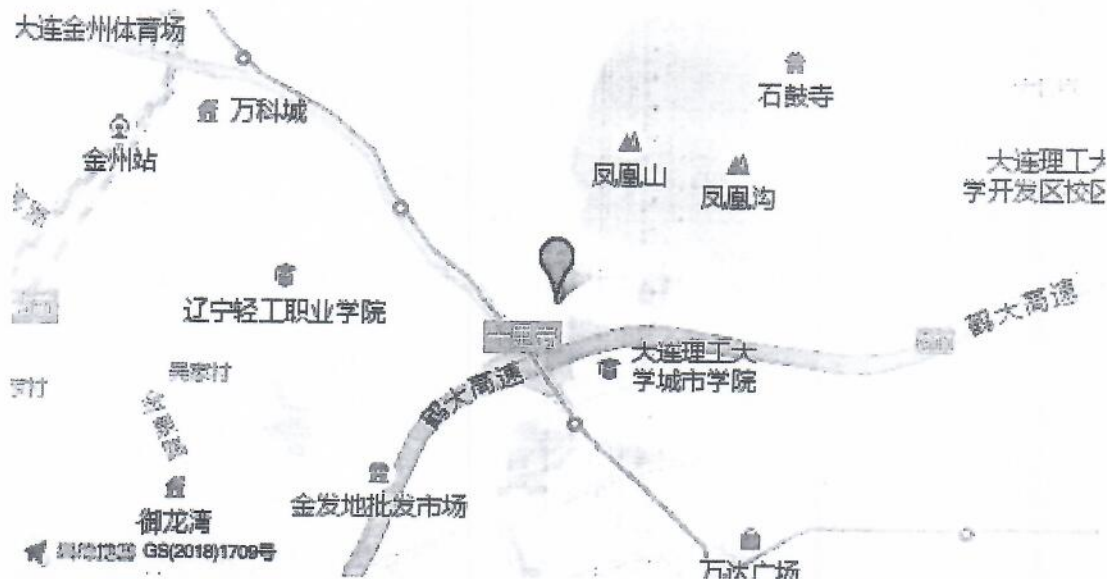 大连金州体育场
石鼓寺
万科城
金州站
凤凰山
凤凰沟
大连理工大
学开发区校区
辽宁轻工职业学院
鹤大高速
大连理工大
学城市学院
吴家村
鹤大高速
金发地批发市场
御龙湾
GS(2018)1709号
万达广场